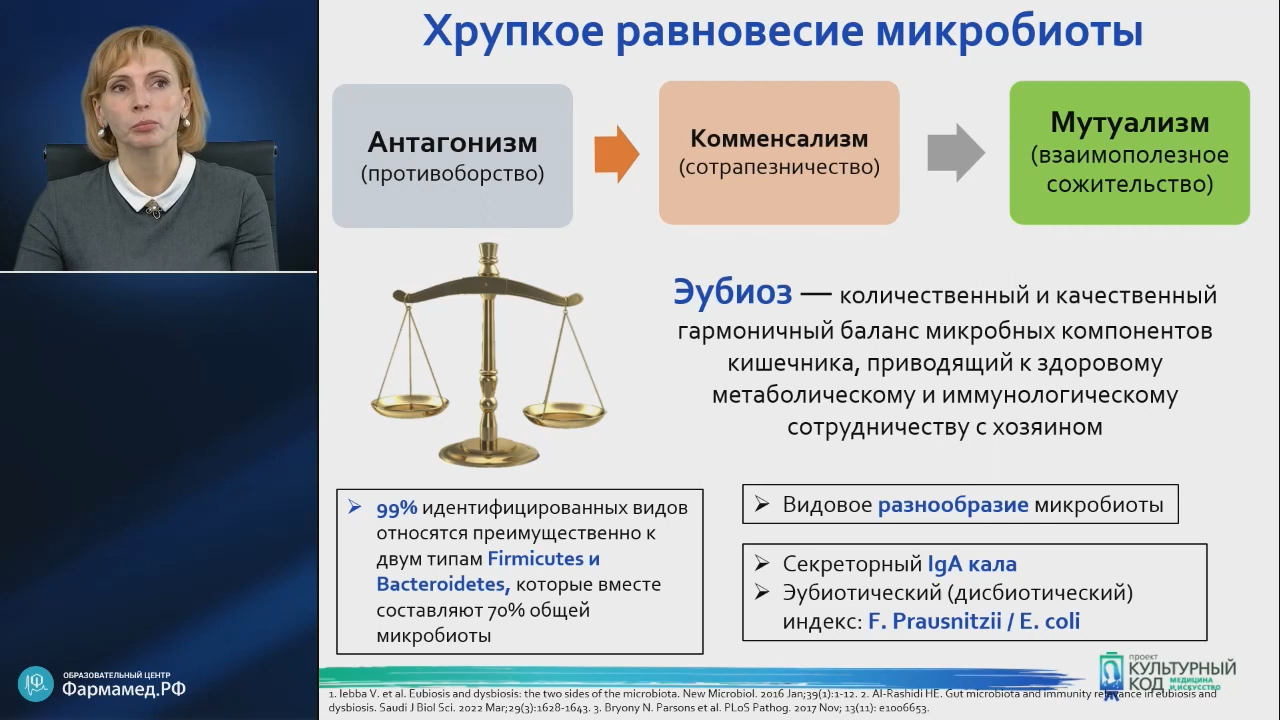 Хрупкое равновесие микробиоты
Антагонизм
(противоборство)
Комменсализм
(сотрапезничество)
Мутуализм
(взаимополезное
сожительство)
Эубиоз — количественный и качественный
гармоничный баланс микробных компонентов
кишечника, приводящий к здоровому
метаболическому и иммунологическому
сотрудничеству с хозяином
➢ 99% идентифицированных видов
относятся преимущественно к
двум типам Firmicutes и
Bacteroidetes, которые вместе
составляют 70% общей
микробиоты
➢ Видовое разнообразие микробиоты
➢ Секреторный IgA кала
➢ Эубиотический (дисбиотический)
индекс: F. Prausnitzii / E. coli
ОБРАЗОВАТЕЛЬНЫЙ ЦЕНТР
Фармамед.РФ
проект
КУЛЬТУРНЫЙ
КОД МЕДИЦИНА
И ИСКУССТВО
1. Iebba V. et al. Eubiosis and dysbiosis: the two sides of the microbiota. New Microbiol. 2016 Jan;39(1):1-12. 2. Al-Rashidi HE. Gut microbiota and immunity relevance in eubiosis and
dysbiosis. Saudi J Biol Sci. 2022 Mar;29(3):1628-1643. 3. Bryony N. Parsons et al. PLoS Pathog. 2017 Nov; 13(11): e1006653.